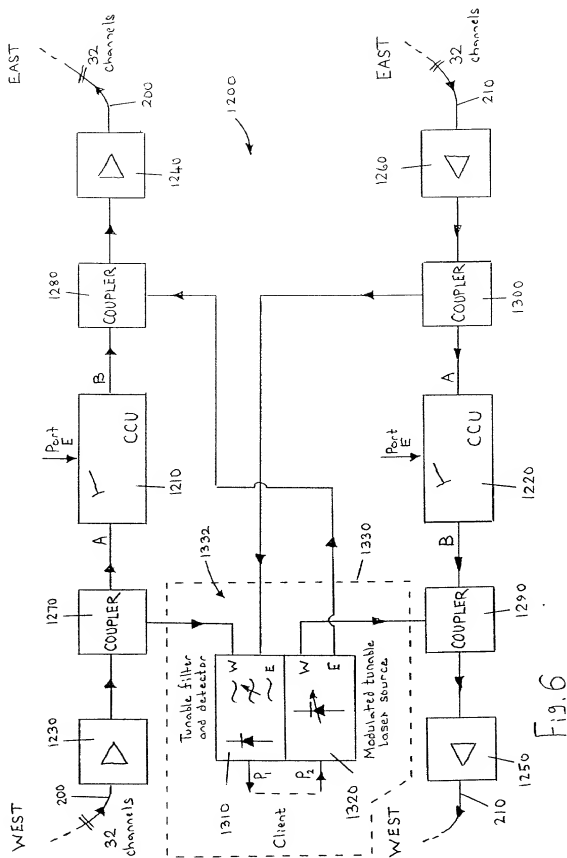 WEST
32
channels
200
1230
1270
COUPLER
A
Port
E
CCU
1210
B
1280
COUPLER
1240
200
32
channels
EAST
1200
1332
1330
Tunable filter
and detector
W
E
1310
P1
Client
P2
1320
W
E
Modulated tunable
laser source
WEST
210
1250
COUPLER
1290
B
Port
E
CCU
1220
A
COUPLER
1300
1260
210
32
channels
EAST
Fig. 6